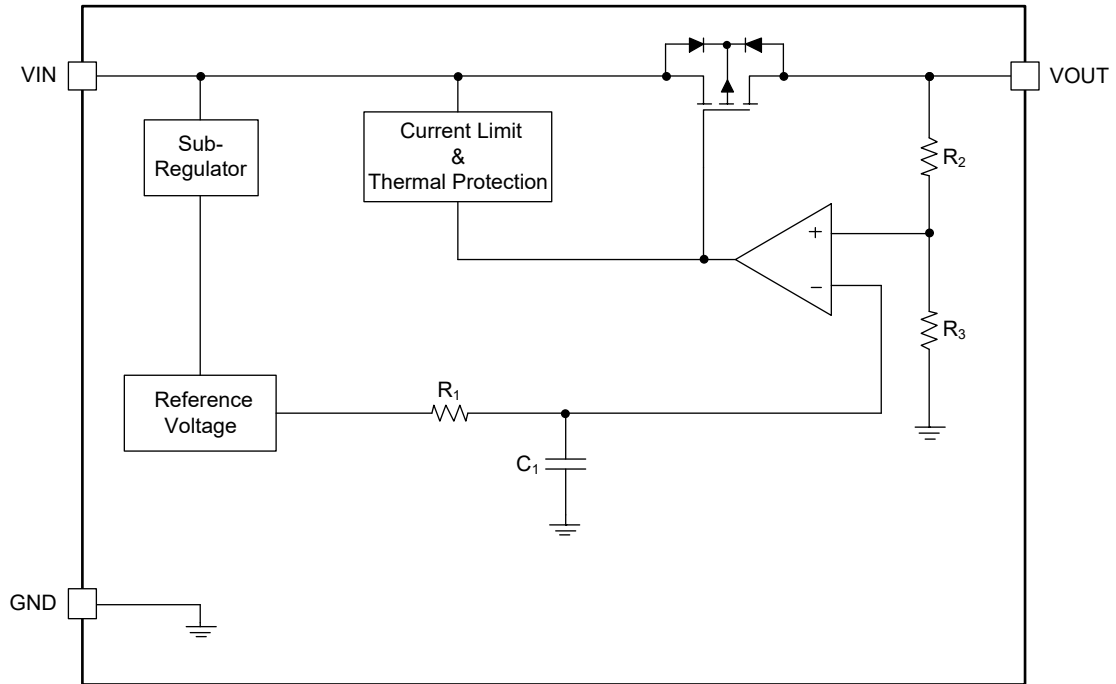 VIN
VOUT
Sub-
Regulator
Current Limit
&
Thermal Protection
R2
+
−
R3
Reference
Voltage
R1
C1
GND